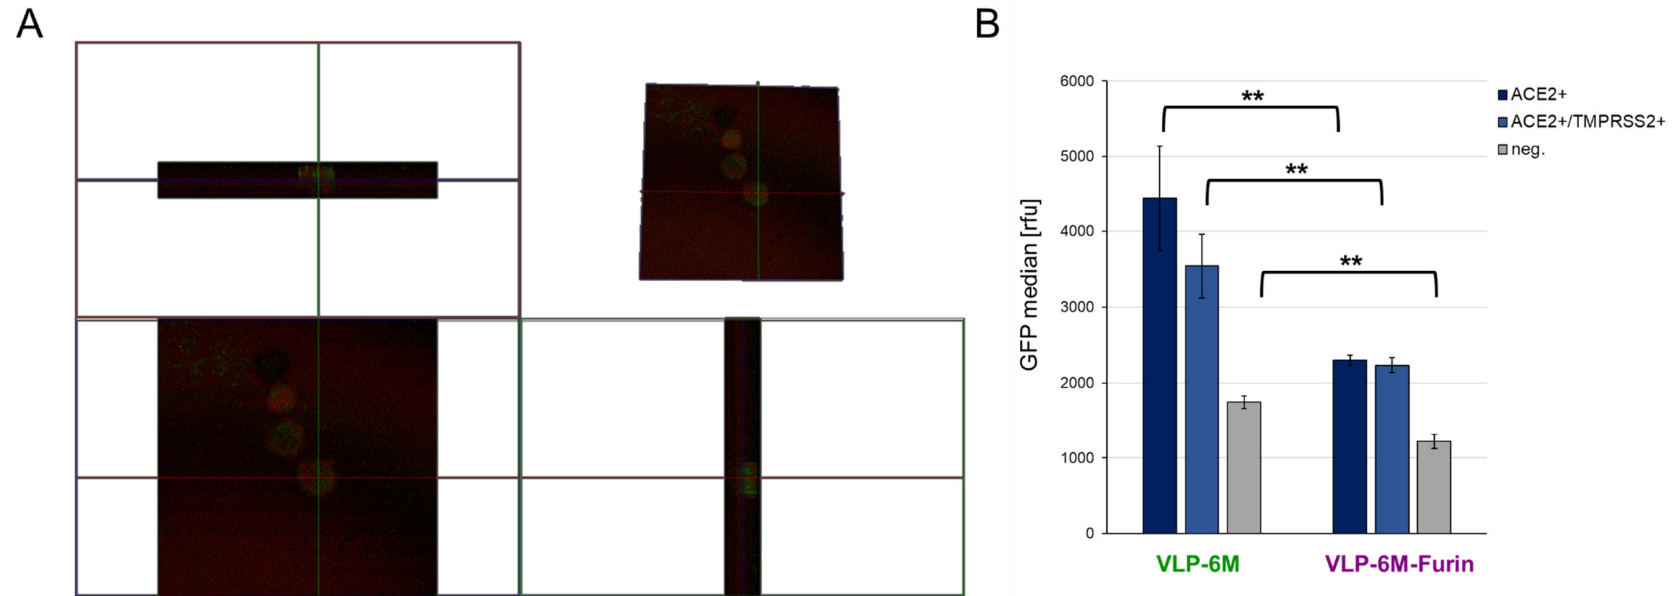 A
B
6000
5000
4000
3000
2000
1000
0
GFP median [rfu]
**
**
**
ACE2+
ACE2+/TMPRSS2+
neg.
VLP-6M
VLP-6M-Furin